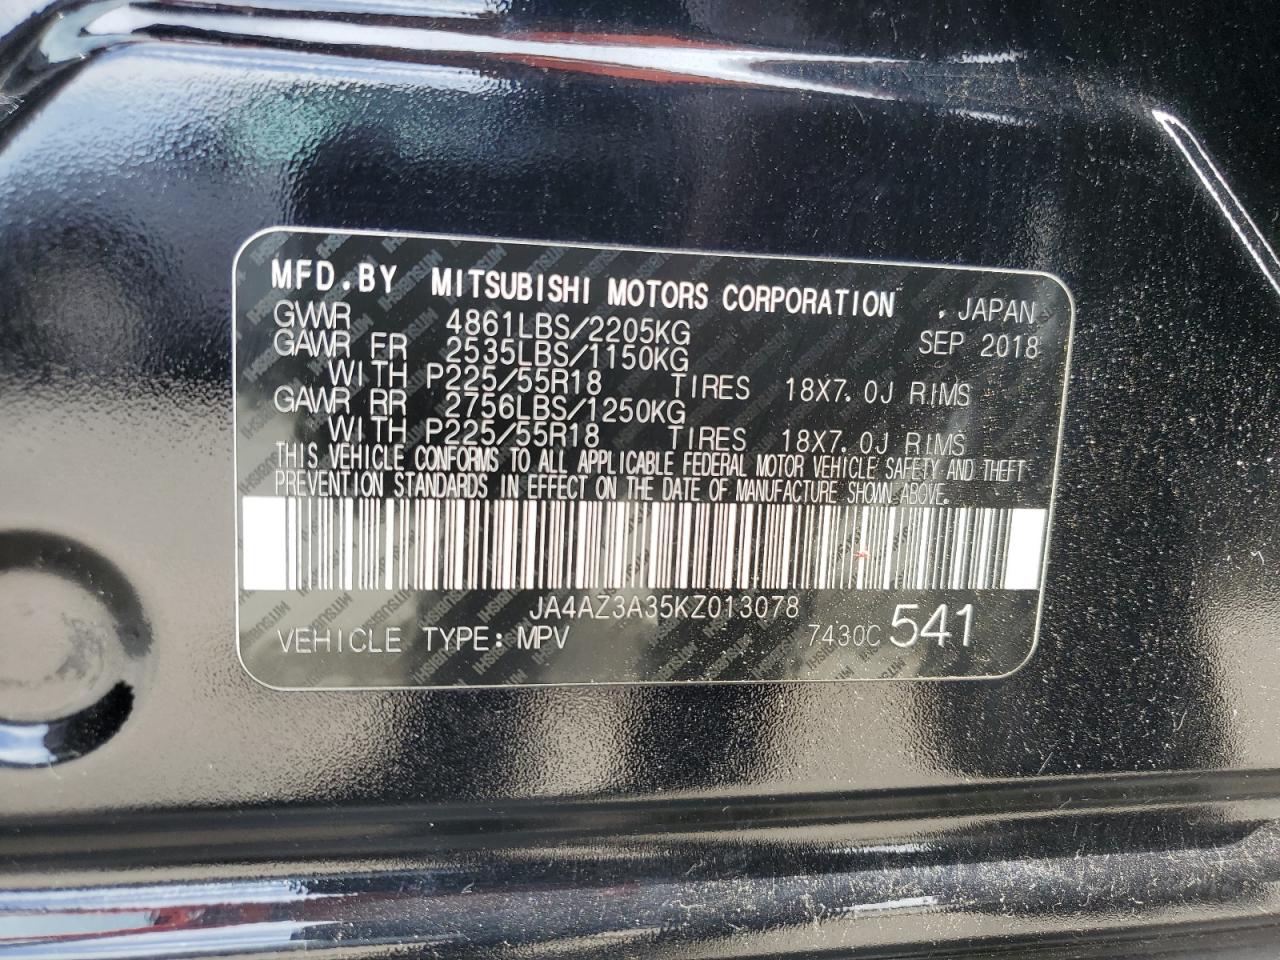 MFD.BY MITSUBISHI MOTORS CORPORATION , JAPAN
GVWR 4861LBS/2205KG SEP 2018
GAWR FR 2535LBS/1150KG
WITH P225/55R18 TIRES 18X7.0J RIMS
GAWR RR 2756LBS/1250KG
WITH P225/55R18 TIRES 18X7.0J RIMS
THIS VEHICLE CONFORMS TO ALL APPLICABLE FEDERAL MOTOR VEHICLE SAFETY AND THEFT
PREVENTION STANDARDS IN EFFECT ON THE DATE OF MANUFACTURE SHOWN ABOVE.
JA4AZ3A35KZ013078
VEHICLE TYPE:MPV 7430C 541